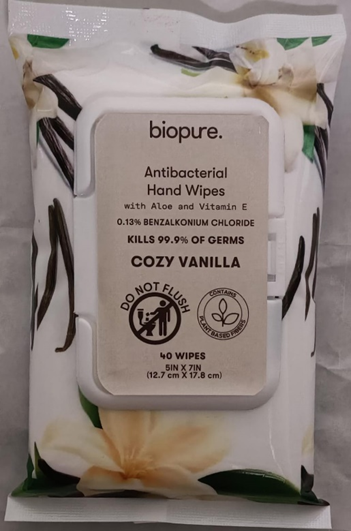 biopure.
Antibacterial
Hand Wipes
with Aloe and Vitamin E
0.13% BENZALKONIUM CHLORIDE
KILLS 99.9% OF GERMS
COZY VANILLA
DO NOT FLUSH
CONTAINS
PLANT BASED FIBERS
40 WIPES
5IN X 7IN
(12.7 cm X 17.8 cm)